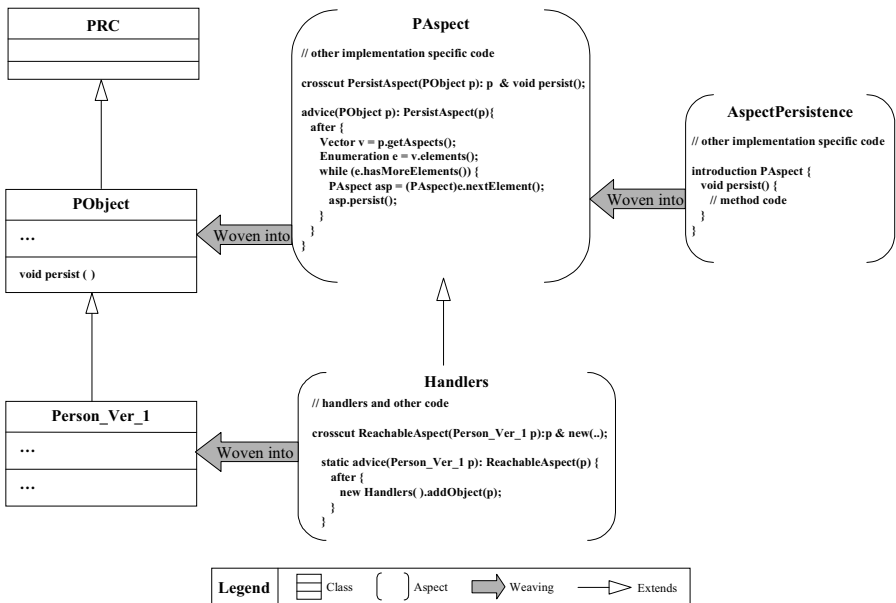 PRC
PObject
...
void persist ( )
Person_Ver_1
...
...
Woven into
PAspect
// other implementation specific code
crosscut PersistAspect(PObject p): p & void persist();
advice(PObject p): PersistAspect(p){
after {
Vector v = p.getAspects();
Enumeration e = v.elements();
while (e.hasMoreElements()) {
PAspect asp = (PAspect)e.nextElement();
asp.persist();
}
}
}
Woven into
AspectPersistence
// other implementation specific code
introduction PAspect {
void persist() {
// method code
}
}
Woven into
Handlers
// handlers and other code
crosscut ReachableAspect(Person_Ver_1 p):p & new(..);
static advice(Person_Ver_1 p): ReachableAspect(p) {
after {
new Handlers( ).addObject(p);
}
}
Legend Class Aspect Weaving Extends